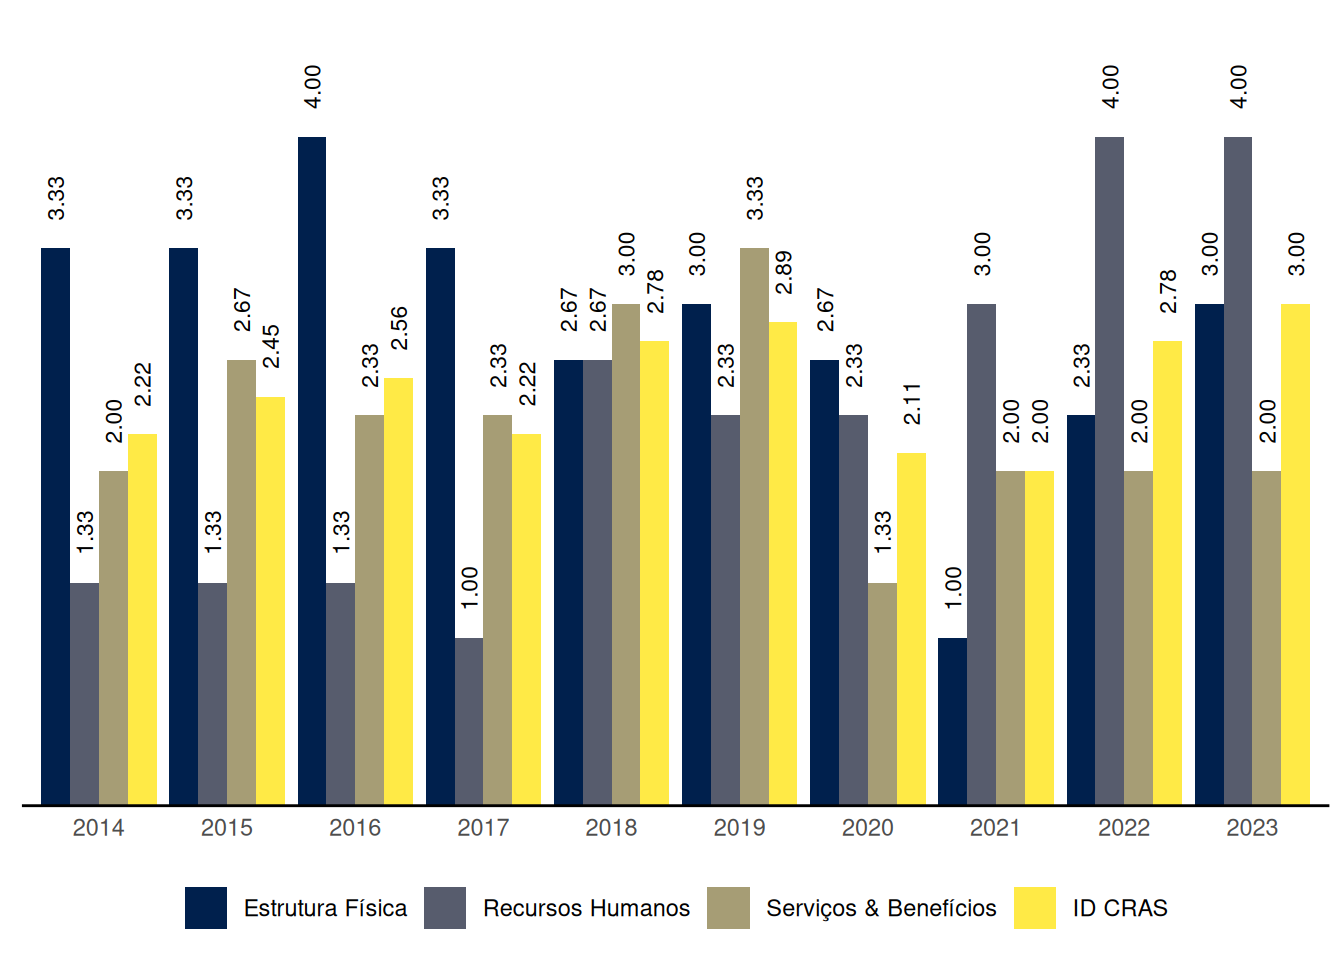 4.00 4.00 4.00
3.33 3.33 3.33 3.33
3.00 3.00 3.00 3.00 3.00
2.89
2.67 2.67 2.67 2.78 2.67 2.78
2.45 2.56 2.33 2.33 2.33 2.33
2.22 2.33 2.22 2.11
2.00 2.00 2.00 2.00 2.00
1.33 1.33 1.33 1.33
1.00 1.00
2014 2015 2016 2017 2018 2019 2020 2021 2022 2023
Estrutura Física Recursos Humanos Serviços & Benefícios ID CRAS